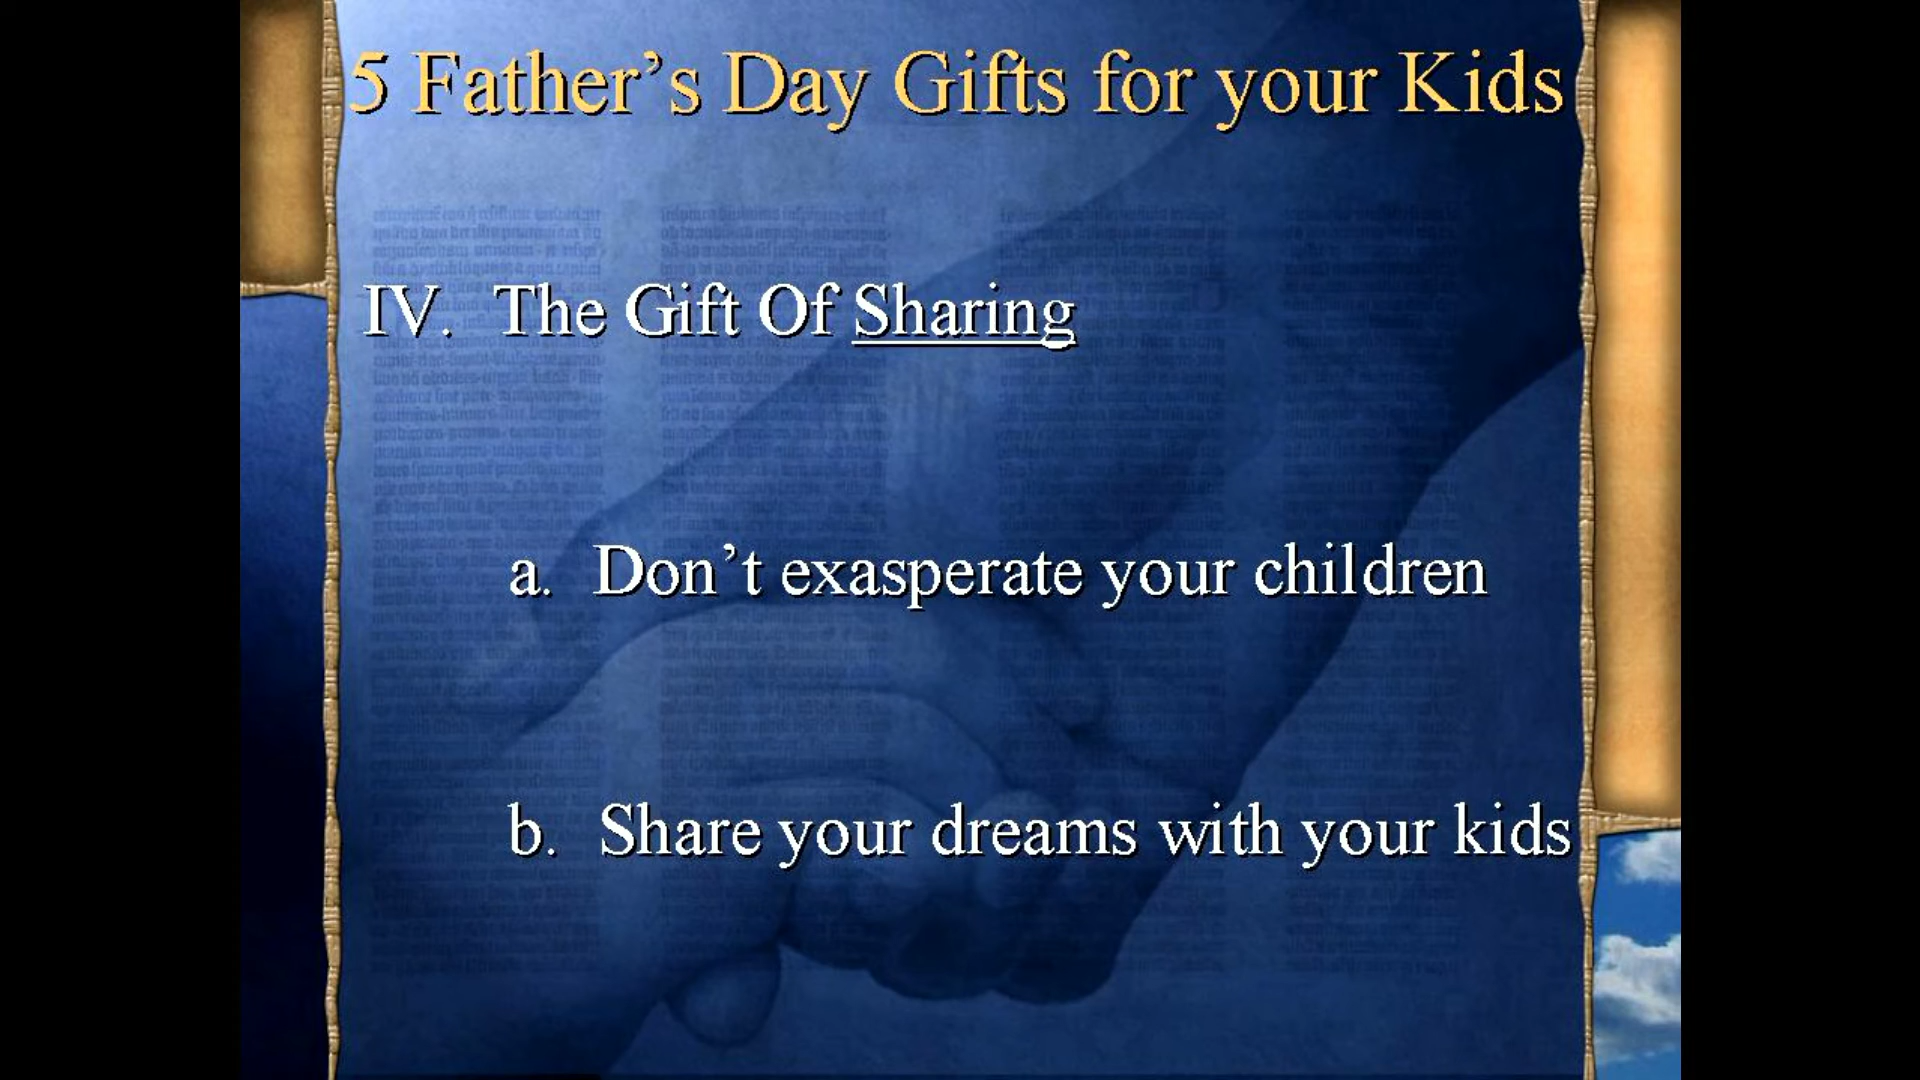 5 Father’s Day Gifts for your Kids
IV. The Gift Of Sharing
a. Don’t exasperate your children
b. Share your dreams with your kids